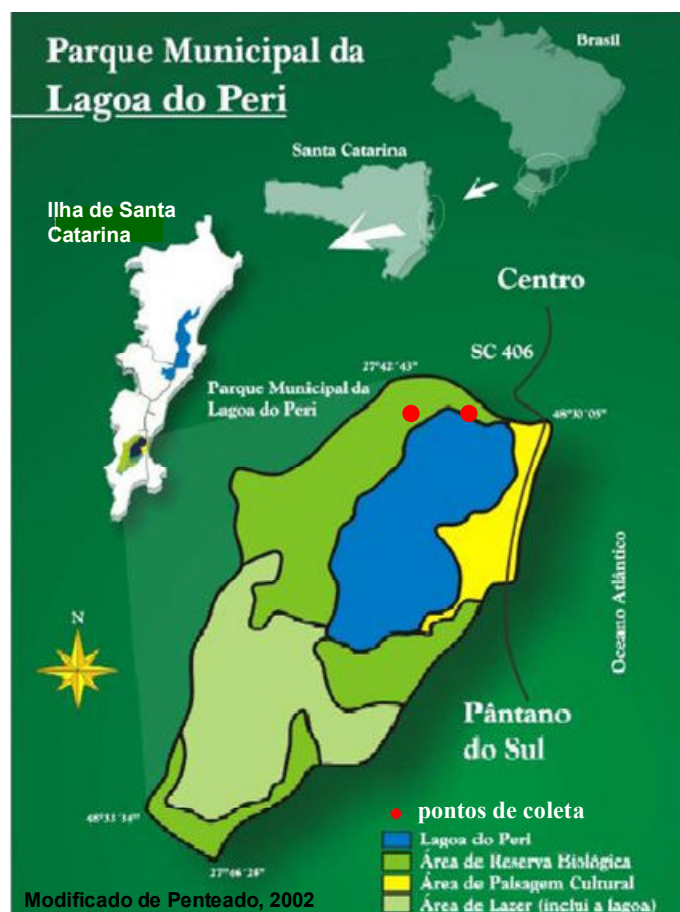 Parque Municipal da
Lagoa do Peri
Brasil
Santa Catarina
Ilha de Santa
Catarina
Centro
SC 406
27°42´43”
Parque Municipal da
Lagoa do Peri
48°30´05”
Oceano Atlântico
N
Pântano
do Sul
pontos de coleta
Lagoa do Peri
Área de Reserva Biológica
Área de Paisagem Cultural
Área de Lazer (inclui a lagoa)
27°46´28”
Modificado de Penteado, 2002